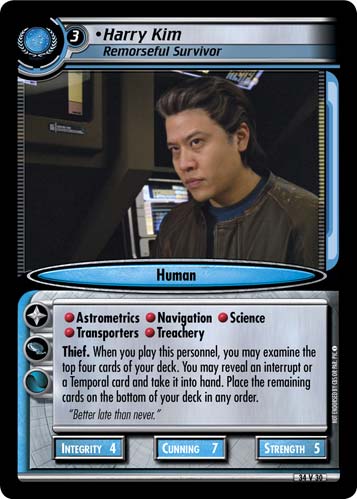 3
•Harry Kim
Remorseful Survivor
Human
Astrometrics Navigation Science
Transporters Treachery
Thief. When you play this personnel, you may examine the
top four cards of your deck. You may reveal an interrupt or
a Temporal card and take it into hand. Place the remaining
cards on the bottom of your deck in any order.
"Better late than never."
INTEGRITY 4 CUNNING 7 STRENGTH 5
34 V 30